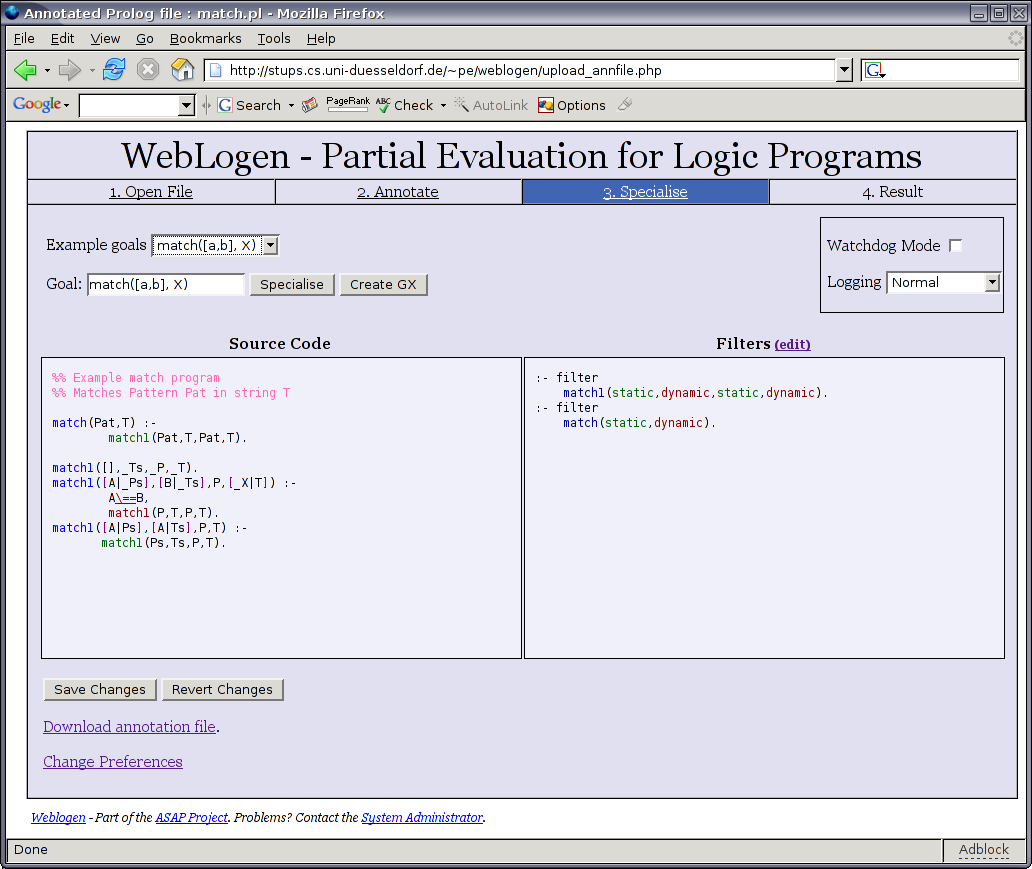 Annotated Prolog file : match.pl - Mozilla Firefox
File Edit View Go Bookmarks Tools Help
http://stups.cs.uni-duesseldorf.de/~pe/weblogen/upload_annfile.php
G
Google G Search PageRank ABC Check AutoLink Options
WebLogen - Partial Evaluation for Logic Programs
1. Open File 2. Annotate 3. Specialise 4. Result
Example goals match([a,b], X)
Watchdog Mode
Goal: match([a,b], X) Specialise Create GX
Logging Normal
Source Code
Filters (edit)
%% Example match program
%% Matches Pattern Pat in string T
match(Pat,T) :-
match1(Pat,T,Pat,T).
match1([],_Ts,_P,_T).
match1([A|_Ps],[B|_Ts],P,[_X|T]) :-
A\==B,
match1(P,T,P,T).
match1([A|Ps],[A|Ts],P,T) :-
match1(Ps,Ts,P,T).
:- filter
match1(static,dynamic,static,dynamic).
:- filter
match(static,dynamic).
Save Changes Revert Changes
Download annotation file.
Change Preferences
Weblogen - Part of the ASAP Project. Problems? Contact the System Administrator.
Done
Adblock